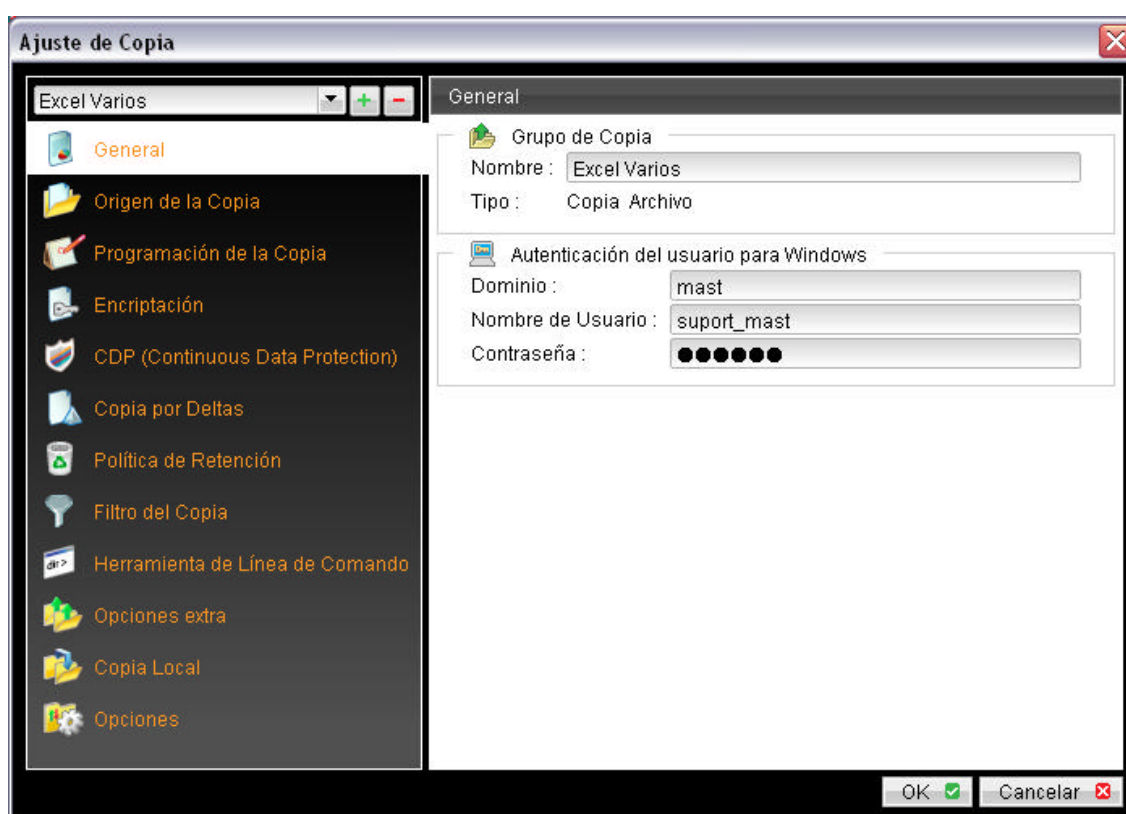 Ajuste de Copia
Excel Varios
General
Origen de la Copia
Programación de la Copia
Encriptación
CDP (Continuous Data Protection)
Copia por Deltas
Política de Retención
Filtro del Copia
Herramienta de Línea de Comando
Opciones extra
Copia Local
Opciones
General
Grupo de Copia
Nombre : Excel Varios
Tipo : Copia Archivo
Autenticación del usuario para Windows
Dominio : mast
Nombre de Usuario : suport_mast
Contraseña : ●●●●●●
OK Cancelar